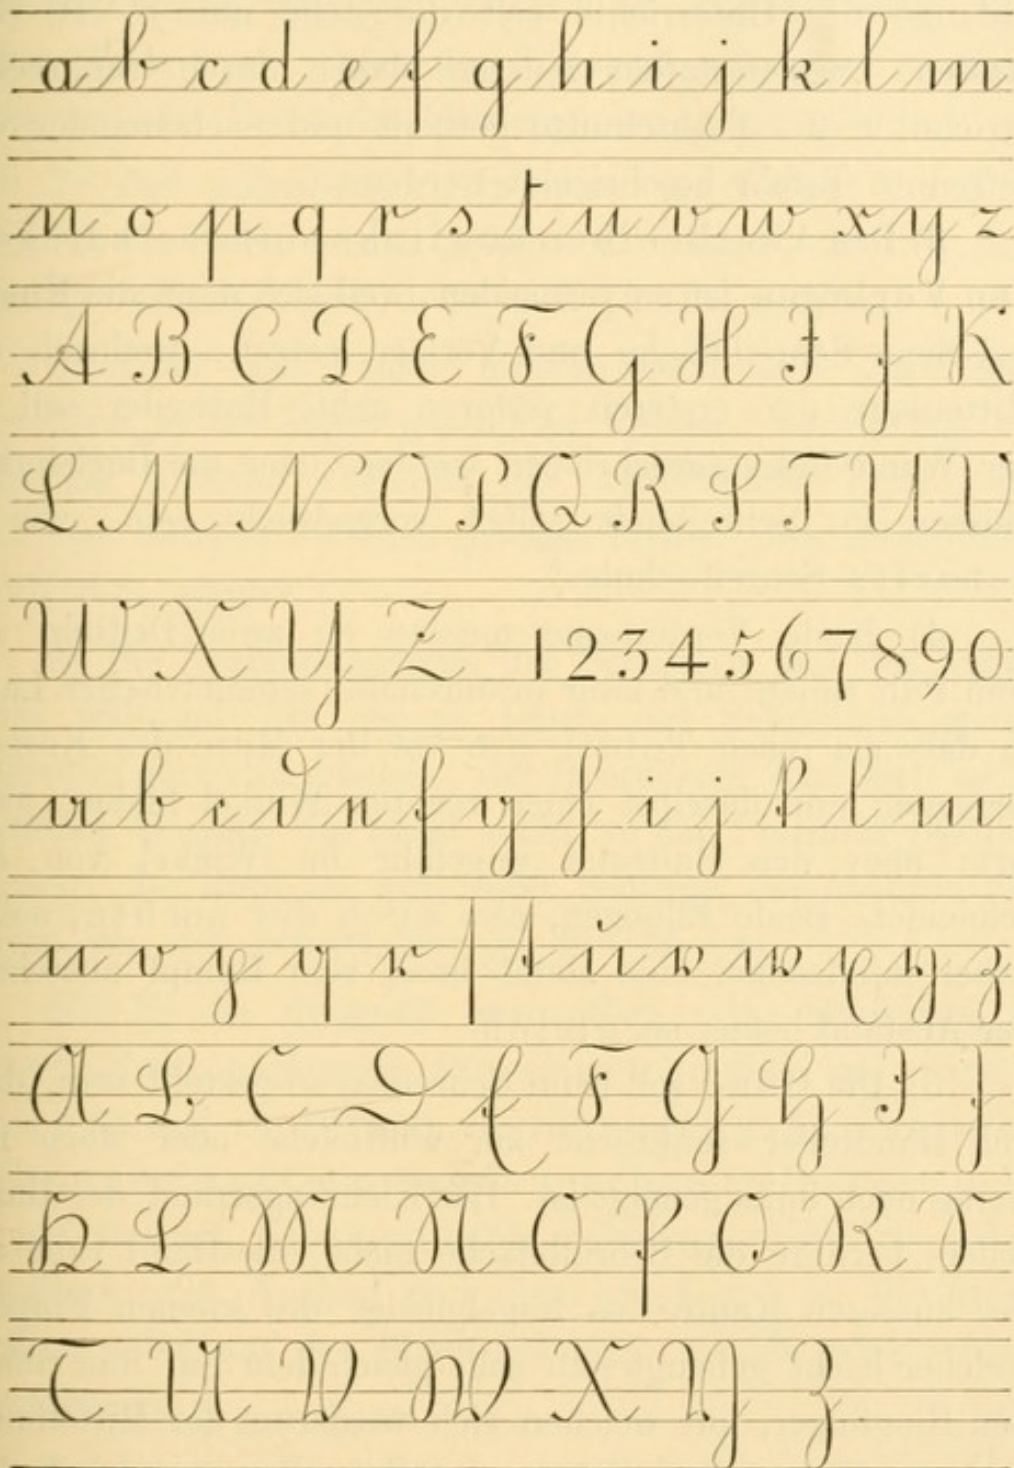 a b c d e f g h i j k l m
n o p q r s t u v w x y z
A B C D E F G H I J K
L M N O P Q R S T U V
W X Y Z 1 2 3 4 5 6 7 8 9 0
a b c d e f g h i j k l m
n o p q r ſ t u v w x y z
A B C D E F G H I J
K L M N O P Q R S
T U V W X Y Z